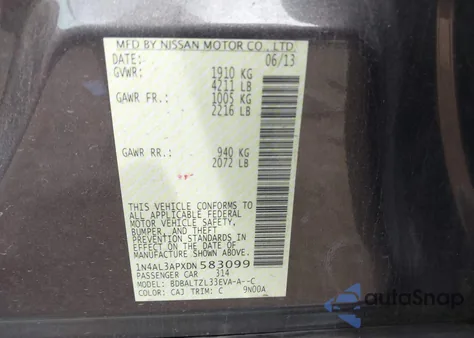 MFD BY NISSAN MOTOR CO., LTD.
DATE: 06/13
GVWR: 1910 KG
4211 LB
GAWR FR.: 1005 KG
2216 LB
GAWR RR.: 940 KG
2072 LB
THIS VEHICLE CONFORMS TO
ALL APPLICABLE FEDERAL
MOTOR VEHICLE SAFETY,
BUMPER, AND THEFT
PREVENTION STANDARDS
IN EFFECT ON THE DATE OF
MANUFACTURE SHOWN ABOVE.
1N4AL3APXDN583099
PASSENGER CAR 314
MODEL: BDBALTZL33EVA-A--C
COLOR: CAJ TRIM: C 9N00A
autoSnap